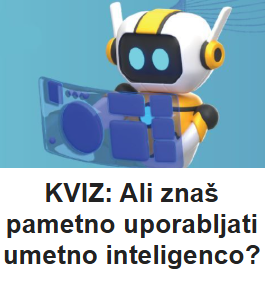 KVIZ: Ali znaš
pametno uporabljati
umetno inteligenco?